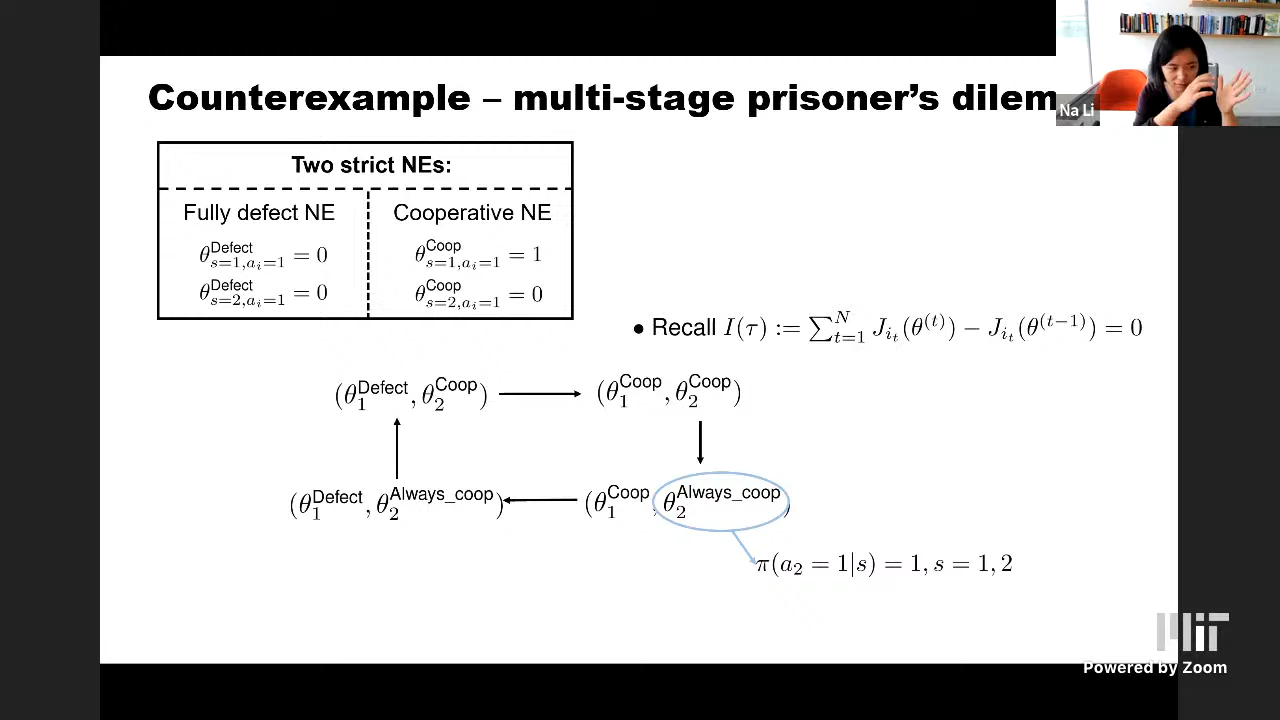 Counterexample – multi-stage prisoner's dilem
Na Li
Two strict NEs:
Fully defect NE
Cooperative NE
θ^Defect_{s=1,a_i=1} = 0
θ^Coop_{s=1,a_i=1} = 1
θ^Defect_{s=2,a_i=1} = 0
θ^Coop_{s=2,a_i=1} = 0
• Recall I(τ) := ∑_{t=1}^{N} J_{i_t}(θ^{(t)}) − J_{i_t}(θ^{(t−1)}) = 0
(θ_1^Defect, θ_2^Coop)
(θ_1^Coop, θ_2^Coop)
(θ_1^Defect, θ_2^Always_coop)
(θ_1^Coop, θ_2^Always_coop)
π(a_2 = 1|s) = 1, s = 1, 2
MIT
Powered by Zoom